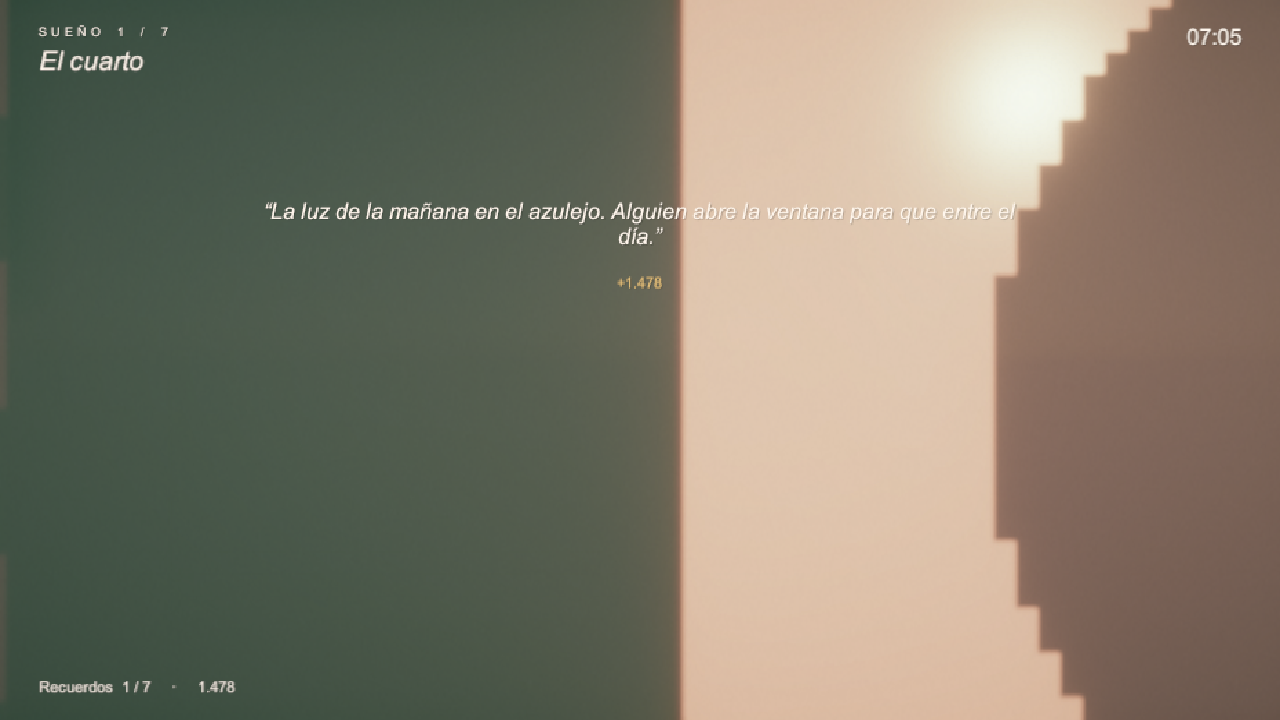 SUEÑO 1 / 7
El cuarto
07:05
“La luz de la mañana en el azulejo. Alguien abre la ventana para que entre el
día.”
+1.478
Recuerdos 1 / 7 · 1.478